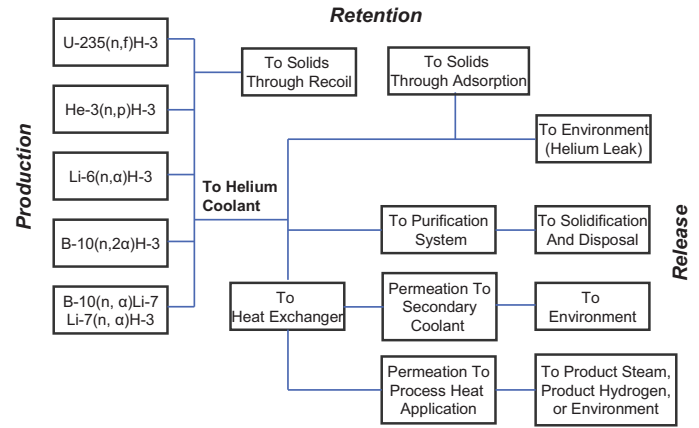 Retention
U-235(n,f)H-3
To Solids
Through Recoil
To Solids
Through Adsorption
He-3(n,p)H-3
To Environment
(Helium Leak)
Production
Li-6(n,α)H-3
To Helium
Coolant
B-10(n,2α)H-3
To Purification
System
To Solidification
And Disposal
Release
B-10(n, α)Li-7
Li-7(n, α)H-3
To
Heat Exchanger
Permeation To
Secondary
Coolant
To
Environment
Permeation To
Process Heat
Application
To Product Steam,
Product Hydrogen,
or Environment